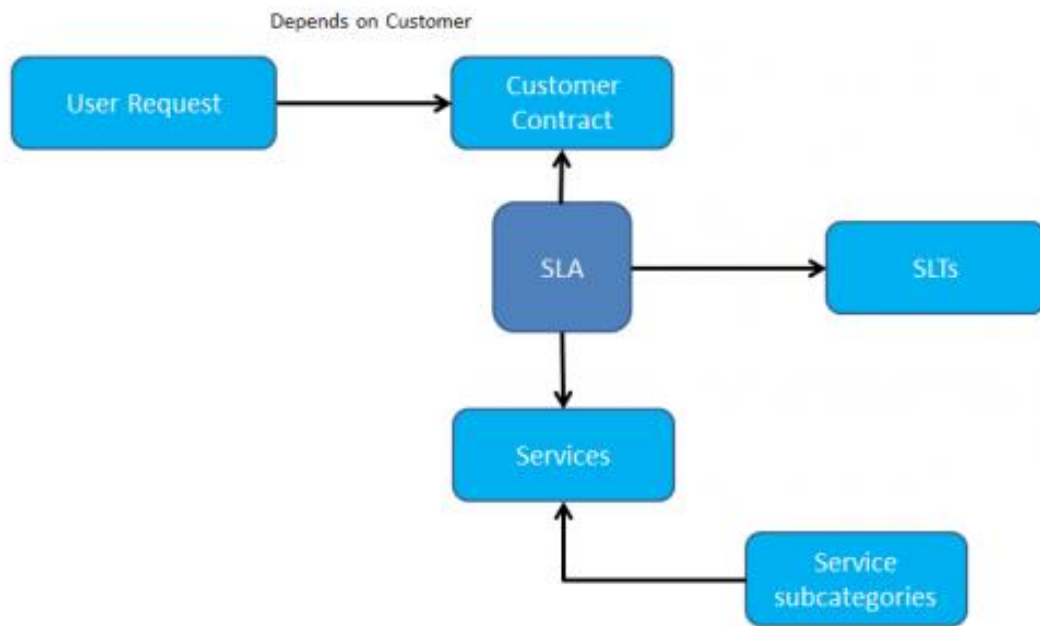 Depends on Customer
User Request
Customer
Contract
SLA
SLTs
Services
Service
subcategories